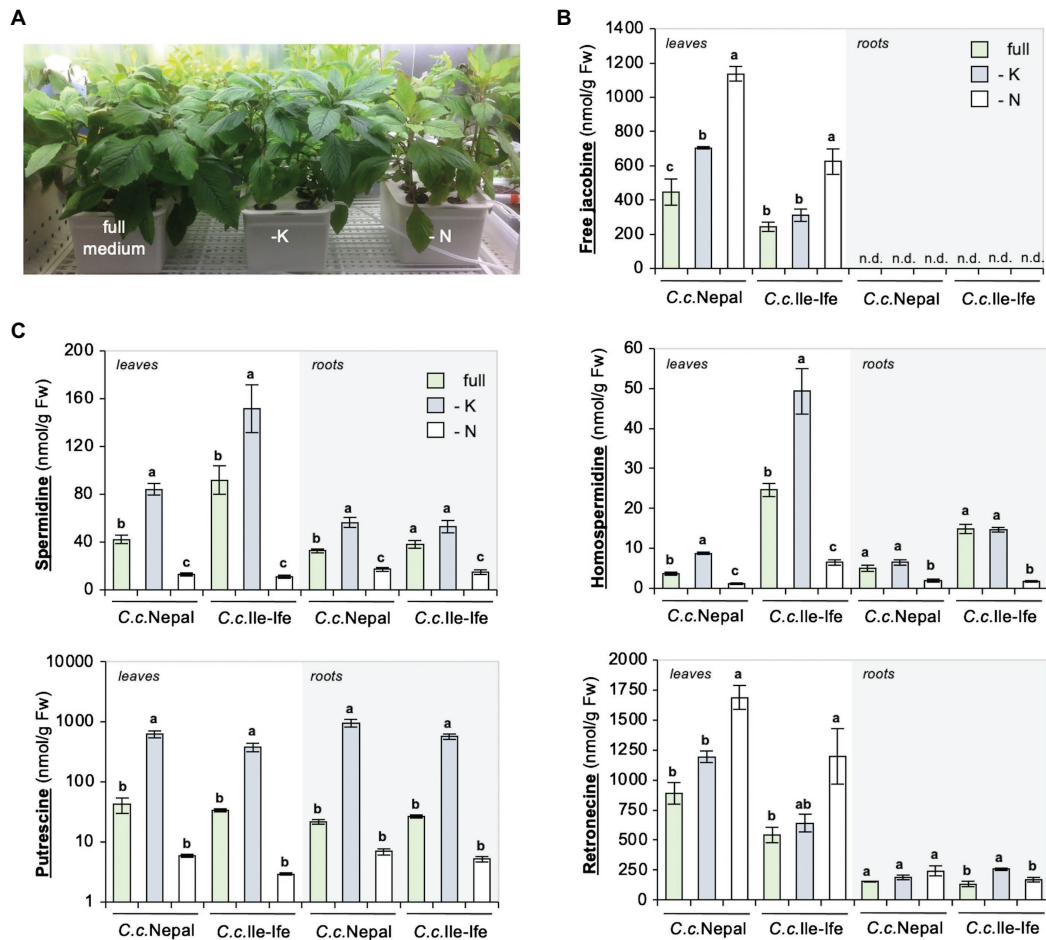 A
full
medium
-K
- N
B
Free jacobine (nmol/g Fw)
1400
1200
1000
800
600
400
200
0
leaves
roots
full
- K
- N
c
b
a
b
b
a
n.d. n.d. n.d. n.d. n.d. n.d.
C.c.Nepal C.c.Ile-Ife C.c.Nepal C.c.Ile-Ife
C
Spermidine (nmol/g Fw)
200
160
120
80
40
0
leaves
roots
full
- K
- N
b
a
c
b
a
c
b
a
c
a
a
c
C.c.Nepal C.c.Ile-Ife C.c.Nepal C.c.Ile-Ife
Homospermidine (nmol/g Fw)
60
50
40
30
20
10
0
leaves
roots
b
a
c
b
a
c
a
a
b
a
a
b
C.c.Nepal C.c.Ile-Ife C.c.Nepal C.c.Ile-Ife
Putrescine (nmol/g Fw)
10000
1000
100
10
1
leaves
roots
b
a
b
b
a
b
b
a
b
b
a
b
C.c.Nepal C.c.Ile-Ife C.c.Nepal C.c.Ile-Ife
Retronecine (nmol/g Fw)
2000
1750
1500
1250
1000
750
500
250
0
leaves
roots
b
b
a
b
ab
a
a
a
a
b
a
b
C.c.Nepal C.c.Ile-Ife C.c.Nepal C.c.Ile-Ife